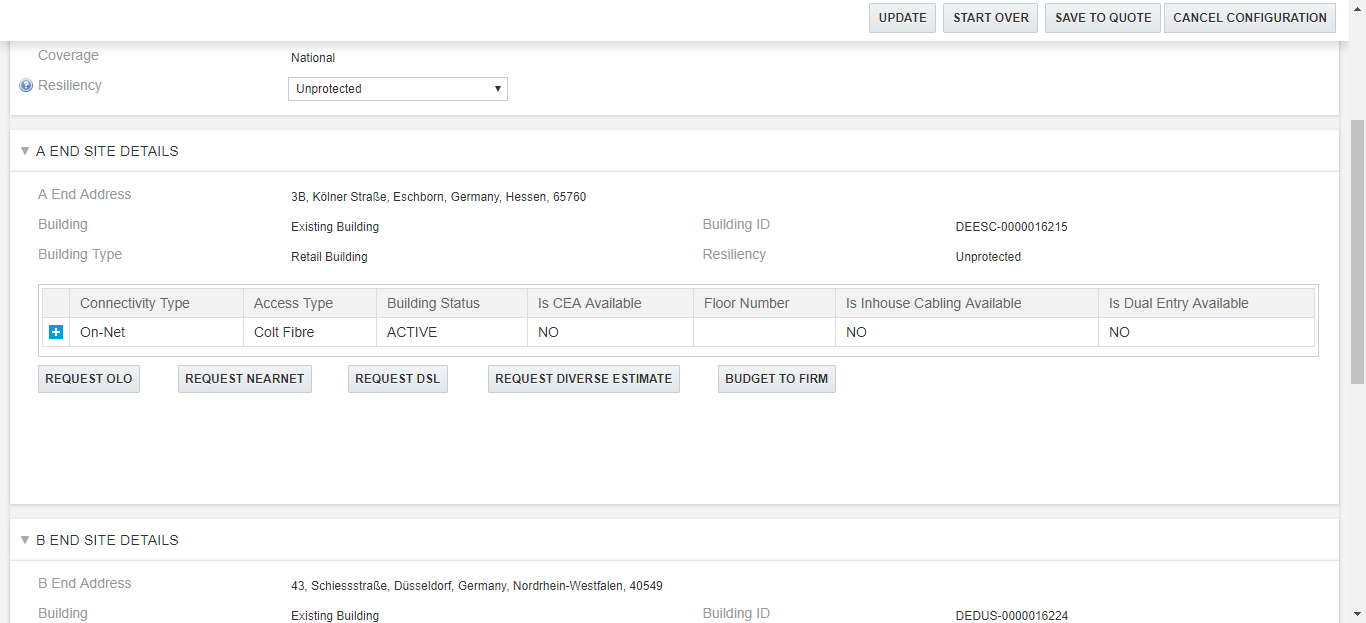 UPDATE START OVER SAVE TO QUOTE CANCEL CONFIGURATION
Coverage National
? Resiliency Unprotected
A END SITE DETAILS
A End Address 3B, Kölner Straße, Eschborn, Germany, Hessen, 65760
Building Existing Building Building ID DEESC-0000016215
Building Type Retail Building Resiliency Unprotected
Connectivity Type Access Type Building Status Is CEA Available Floor Number Is Inhouse Cabling Available Is Dual Entry Available
On-Net Colt Fibre ACTIVE NO NO NO
REQUEST OLO REQUEST NEARNET REQUEST DSL REQUEST DIVERSE ESTIMATE BUDGET TO FIRM
B END SITE DETAILS
B End Address 43, Schiessstraße, Düsseldorf, Germany, Nordrhein-Westfalen, 40549
Building Existing Building Building ID DEDUS-0000016224